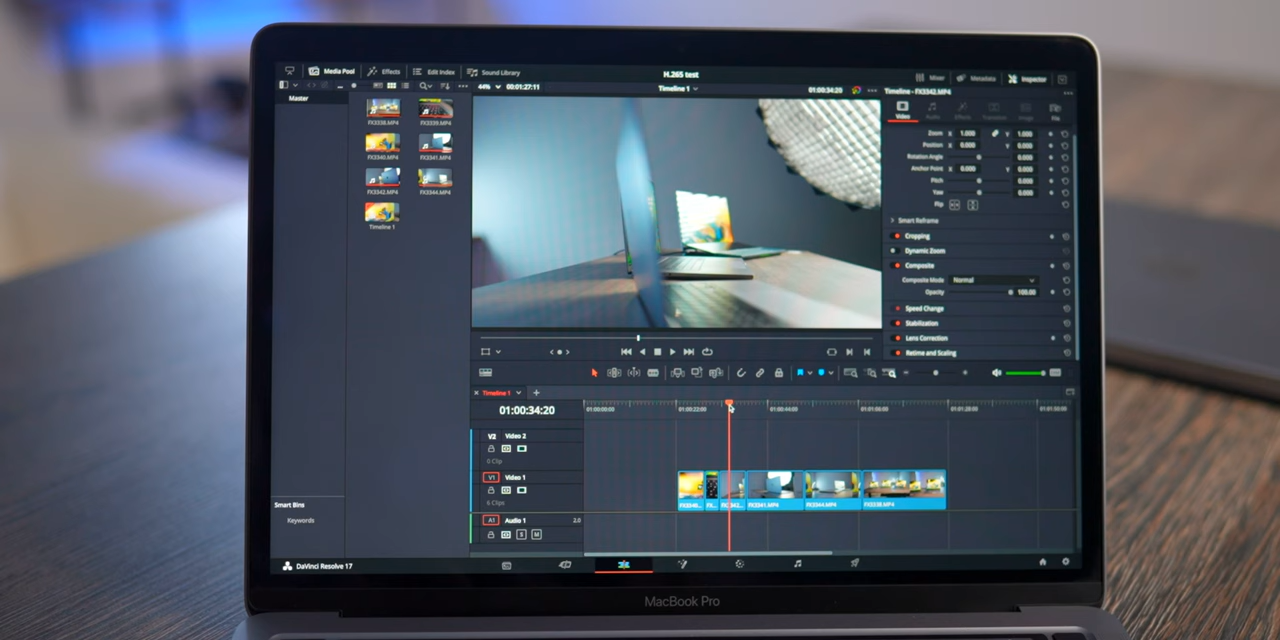 Media Pool Effects Edit Index Sound Library H.265 test Mixer Metadata Inspector
44% 00:01:27:11 Timeline 1 01:00:34:20 Timeline - FX3342.MP4
Master
Video Audio Effects Transition Image File
FX3338.MP4 FX3339.MP4
FX3340.MP4 FX3341.MP4
FX3342.MP4 FX3344.MP4
Timeline 1
Zoom X 1.000 Y 1.000
Position X 0.000 Y 0.000
Rotation Angle 0.000
Anchor Point X 0.000 Y 0.000
Pitch 0.000
Yaw 0.000
Flip
Smart Reframe
Cropping
Dynamic Zoom
Composite
Composite Mode Normal
Opacity 100.00
Speed Change
Stabilization
Lens Correction
Retime and Scaling
Timeline 1
01:00:34:20
01:00:00:00 01:00:22:00 01:00:44:00 01:01:06:00 01:01:28:00 01:01:50:00
V2 Video 2
0 Clip
V1 Video 1
6 Clips
FX3340... FX... FX3341.MP4 FX3344.MP4 FX3338.MP4
A1 Audio 1 2.0
S M
Smart Bins
Keywords
DaVinci Resolve 17
MacBook Pro